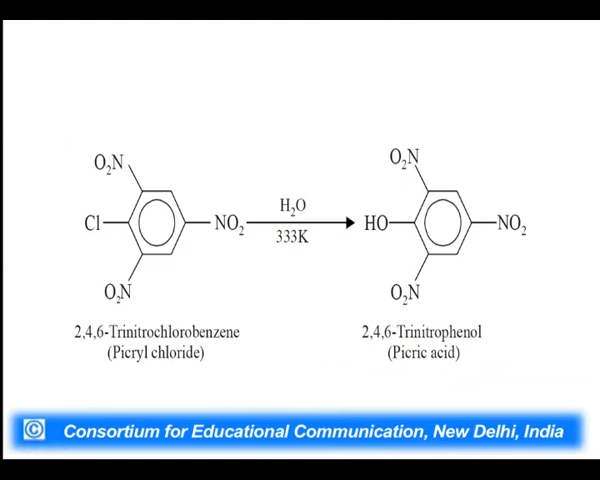 O₂N
Cl
NO₂
O₂N
H₂O
333K
O₂N
HO
NO₂
O₂N
2,4,6-Trinitrochlorobenzene
(Picryl chloride)
2,4,6-Trinitrophenol
(Picric acid)
© Consortium for Educational Communication, New Delhi, India